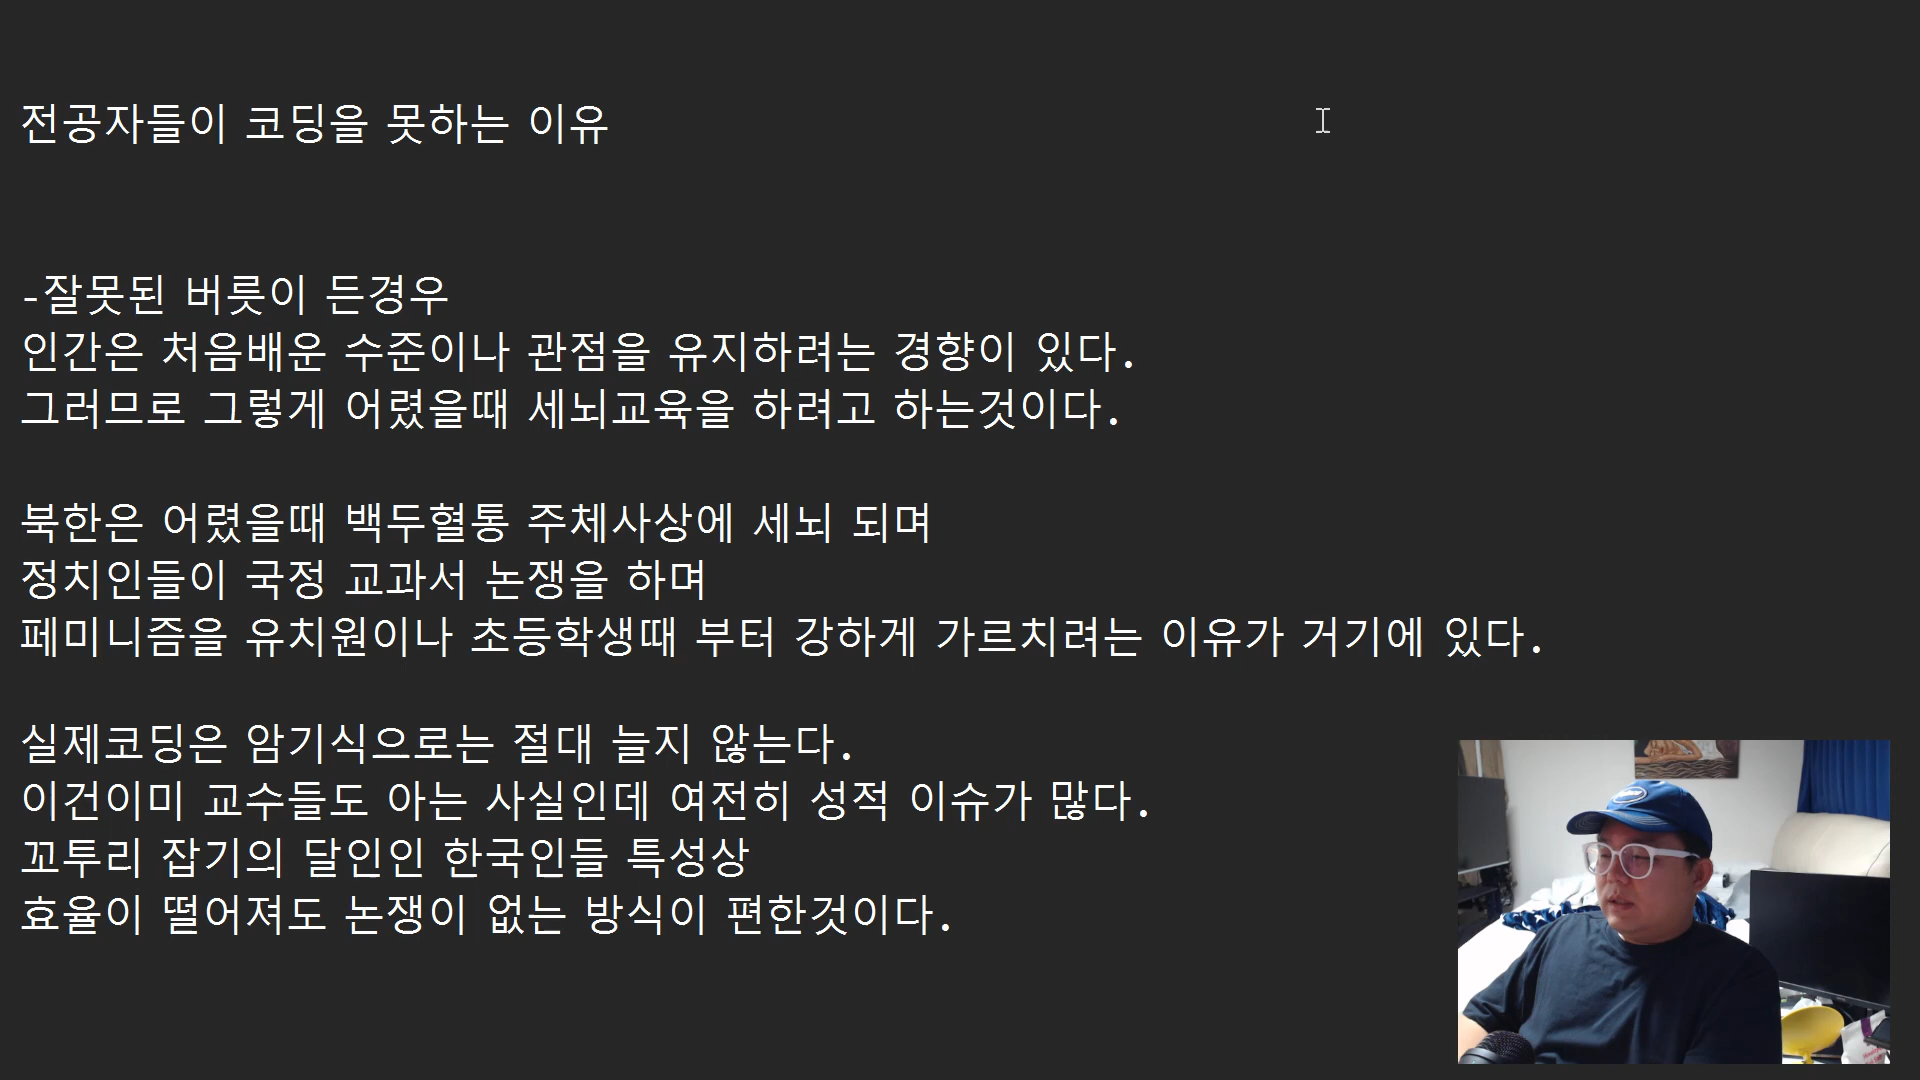 전공자들이 코딩을 못하는 이유
-잘못된 버릇이 든경우
인간은 처음배운 수준이나 관점을 유지하려는 경향이 있다.
그러므로 그렇게 어렸을때 세뇌교육을 하려고 하는것이다.
북한은 어렸을때 백두혈통 주체사상에 세뇌 되며
정치인들이 국정 교과서 논쟁을 하며
페미니즘을 유치원이나 초등학생때 부터 강하게 가르치려는 이유가 거기에 있다.
실제코딩은 암기식으로는 절대 늘지 않는다.
이건이미 교수들도 아는 사실인데 여전히 성적 이슈가 많다.
꼬투리 잡기의 달인인 한국인들 특성상
효율이 떨어져도 논쟁이 없는 방식이 편한것이다.